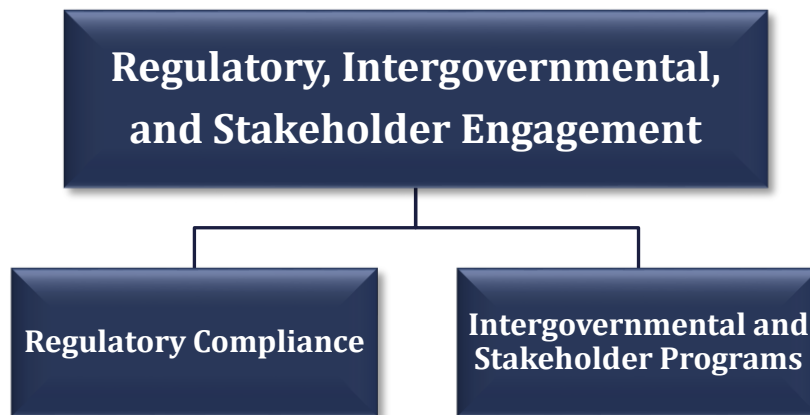 Regulatory, Intergovernmental,
and Stakeholder Engagement
Regulatory Compliance
Intergovernmental and
Stakeholder Programs